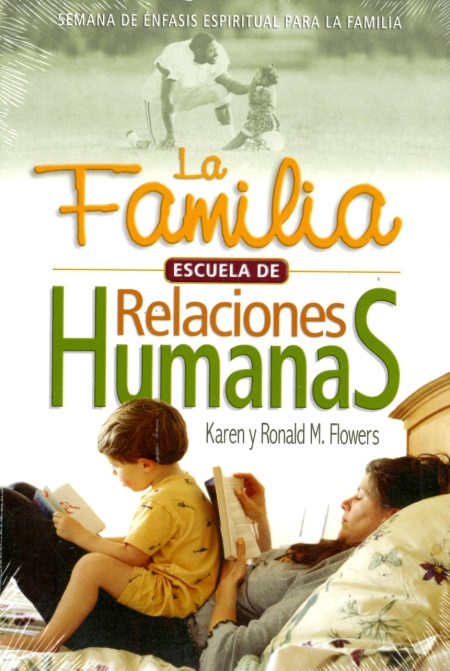 SEMANA DE ÉNFASIS ESPIRITUAL PARA LA FAMILIA
La
Familia
ESCUELA DE
Relaciones
HumanaS
Karen y Ronald M. Flowers